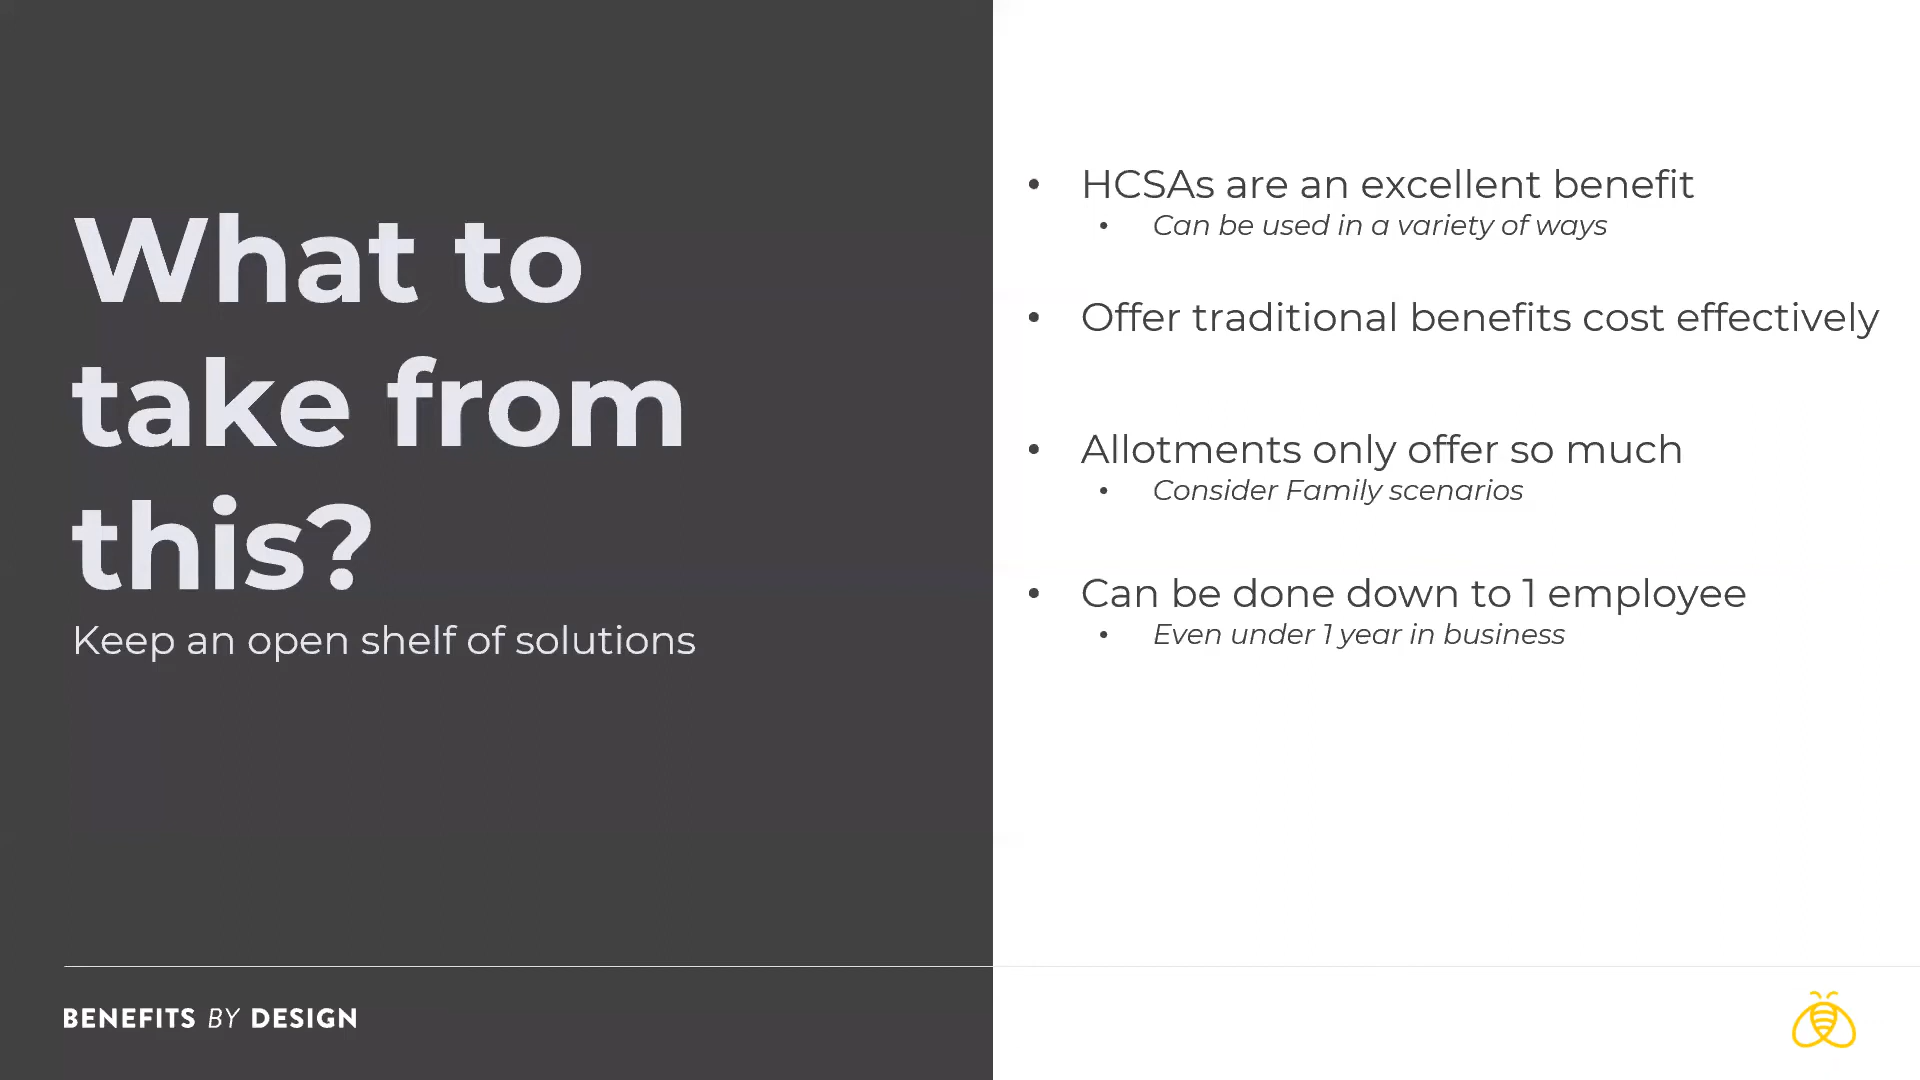 What to
take from
this?
Keep an open shelf of solutions
• HCSAs are an excellent benefit
• Can be used in a variety of ways
• Offer traditional benefits cost effectively
• Allotments only offer so much
• Consider Family scenarios
• Can be done down to 1 employee
• Even under 1 year in business
BENEFITS BY DESIGN